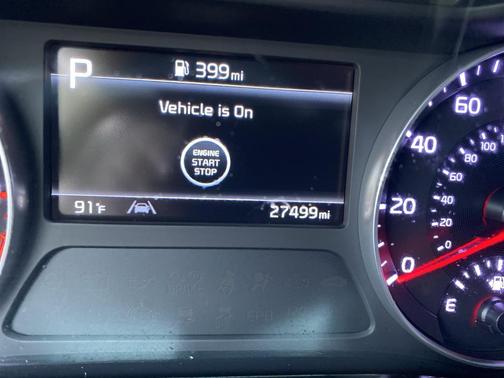 P
399mi
Vehicle is On
ENGINE
START
STOP
91°F
27499mi
60
40
20
0
100
80
60
40
20
0
E
EPB